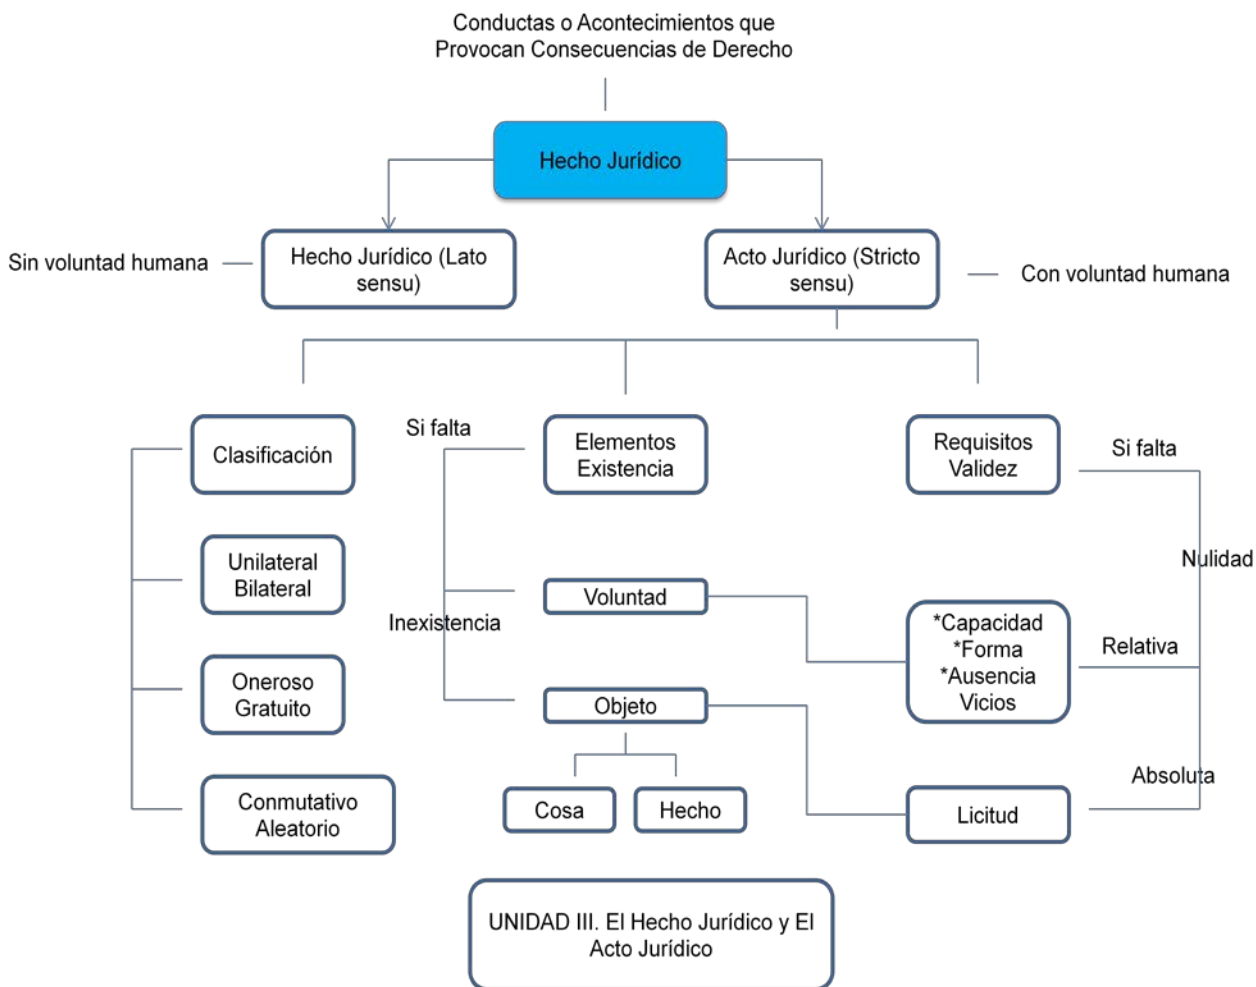 Conductas o Acontecimientos que
Provocan Consecuencias de Derecho
Hecho Jurídico
Sin voluntad humana
Hecho Jurídico (Lato
sensu)
Acto Jurídico (Stricto
sensu)
Con voluntad humana
Clasificación
Si falta
Elementos
Existencia
Requisitos
Validez
Si falta
Unilateral
Bilateral
Inexistencia
Voluntad
*Capacidad
*Forma
*Ausencia
Vicios
Nulidad
Relativa
Oneroso
Gratuito
Objeto
Absoluta
Conmutativo
Aleatorio
Cosa
Hecho
Licitud
UNIDAD III. El Hecho Jurídico y El
Acto Jurídico